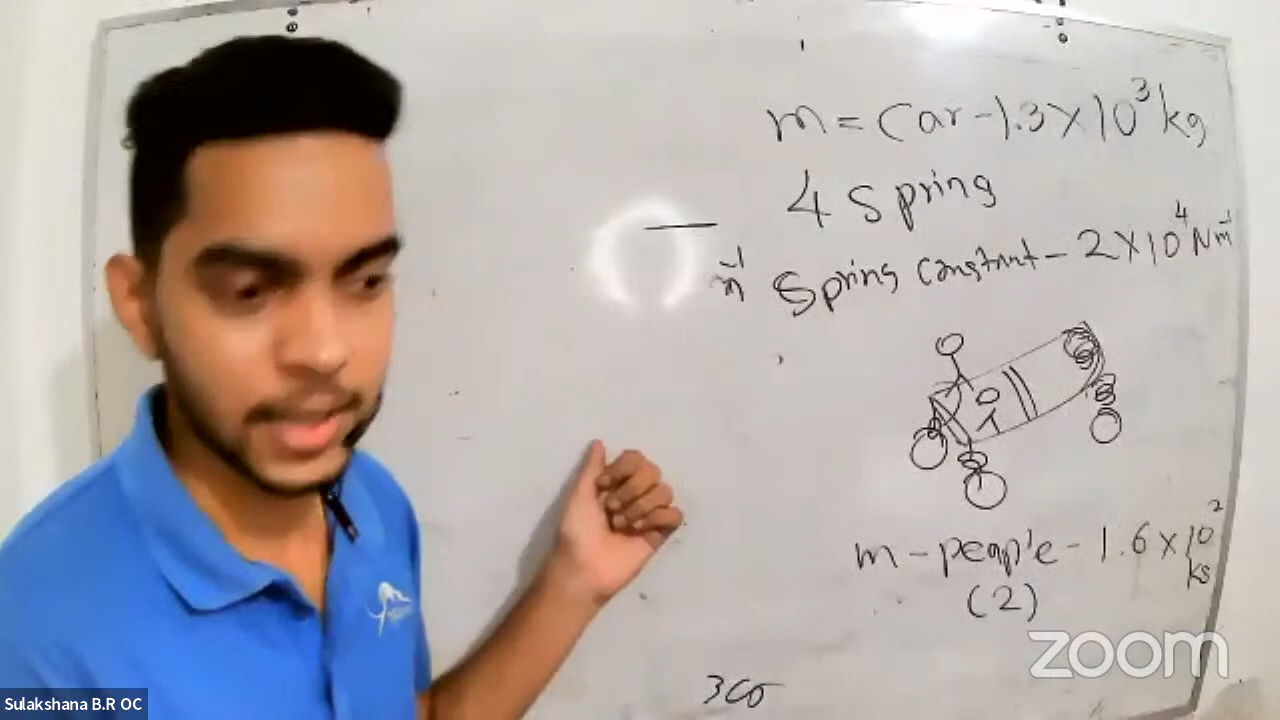 m = Car - 1.3 × 10³ kg
4 Spring
m⁻¹ Spring constant - 2 × 10⁴ Nm⁻¹
m - people - 1.6 × 10² kg
(2)
zoom
Sulakshana B.R OC